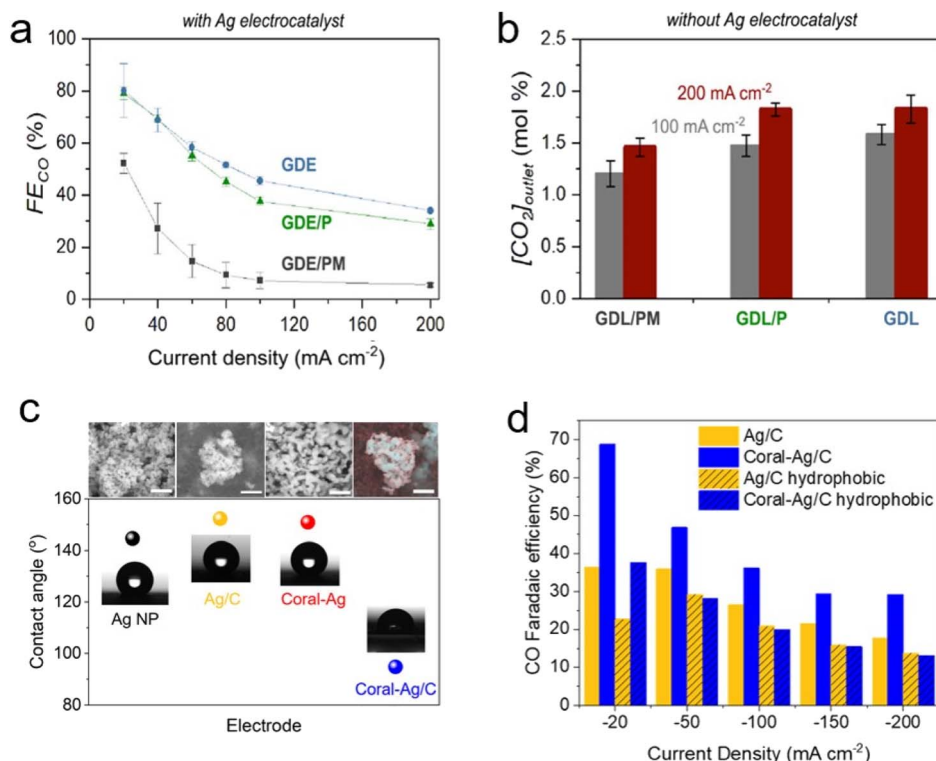 a
with Ag electrocatalyst
FE_CO (%)
100
80
60
40
20
0
GDE
GDE/P
GDE/PM
0 40 80 120 160 200
Current density (mA cm⁻²)
b
without Ag electrocatalyst
[CO₂]outlet (mol %)
2.5
2.0
1.5
1.0
0.5
0.0
200 mA cm⁻²
100 mA cm⁻²
GDL/PM GDL/P GDL
c
Contact angle (º)
160
140
120
100
80
Ag NP
Ag/C
Coral-Ag
Coral-Ag/C
Electrode
d
CO Faradaic efficiency (%)
70
60
50
40
30
20
10
0
Ag/C
Coral-Ag/C
Ag/C hydrophobic
Coral-Ag/C hydrophobic
-20 -50 -100 -150 -200
Current Density (mA cm⁻²)